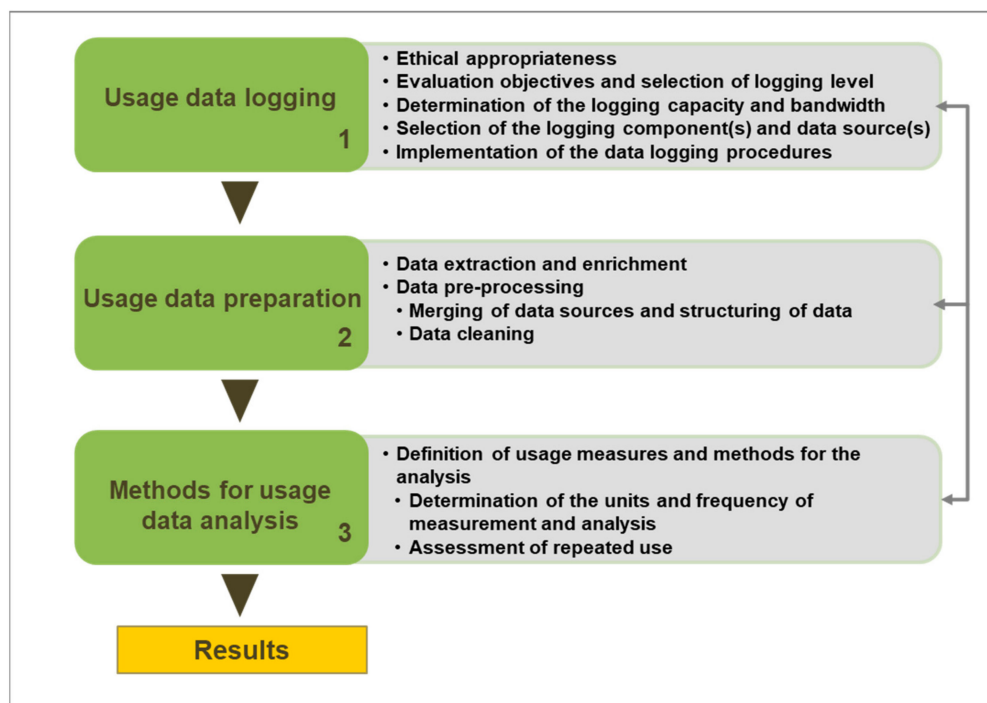 Usage data logging
1
• Ethical appropriateness
• Evaluation objectives and selection of logging level
• Determination of the logging capacity and bandwidth
• Selection of the logging component(s) and data source(s)
• Implementation of the data logging procedures
Usage data preparation
2
• Data extraction and enrichment
• Data pre-processing
• Merging of data sources and structuring of data
• Data cleaning
Methods for usage
data analysis
3
• Definition of usage measures and methods for the
analysis
• Determination of the units and frequency of
measurement and analysis
• Assessment of repeated use
Results